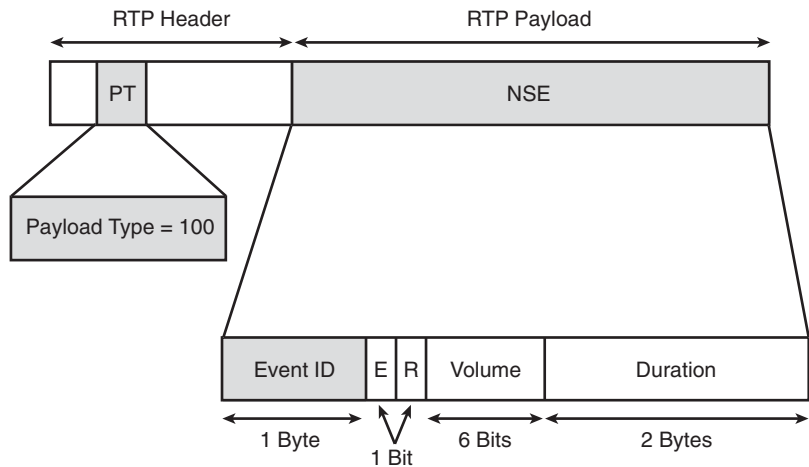 RTP Header
RTP Payload
PT
NSE
Payload Type = 100
Event ID
E
R
Volume
Duration
1 Byte
1 Bit
6 Bits
2 Bytes